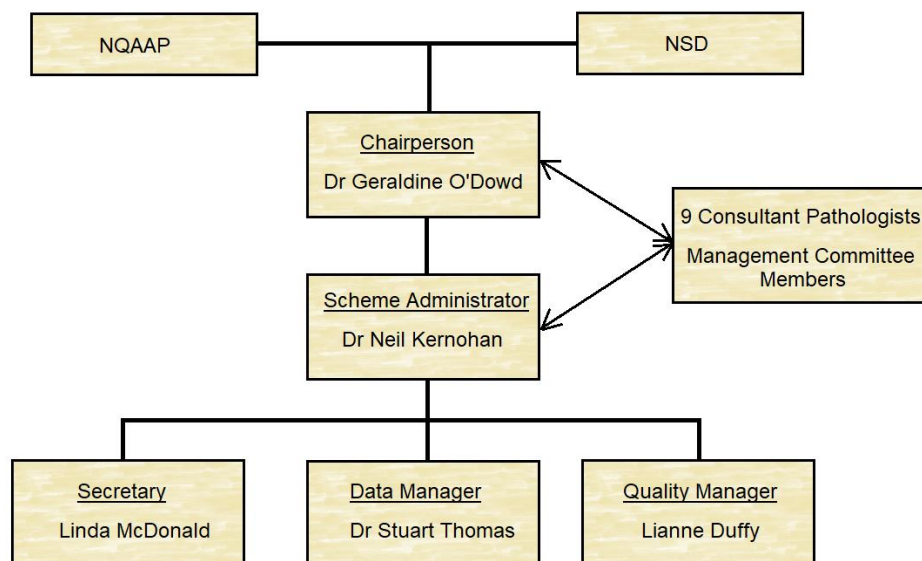 NQAAP
NSD
Chairperson
Dr Geraldine O'Dowd
9 Consultant Pathologists
Management Committee
Members
Scheme Administrator
Dr Neil Kernohan
Secretary
Linda McDonald
Data Manager
Dr Stuart Thomas
Quality Manager
Lianne Duffy